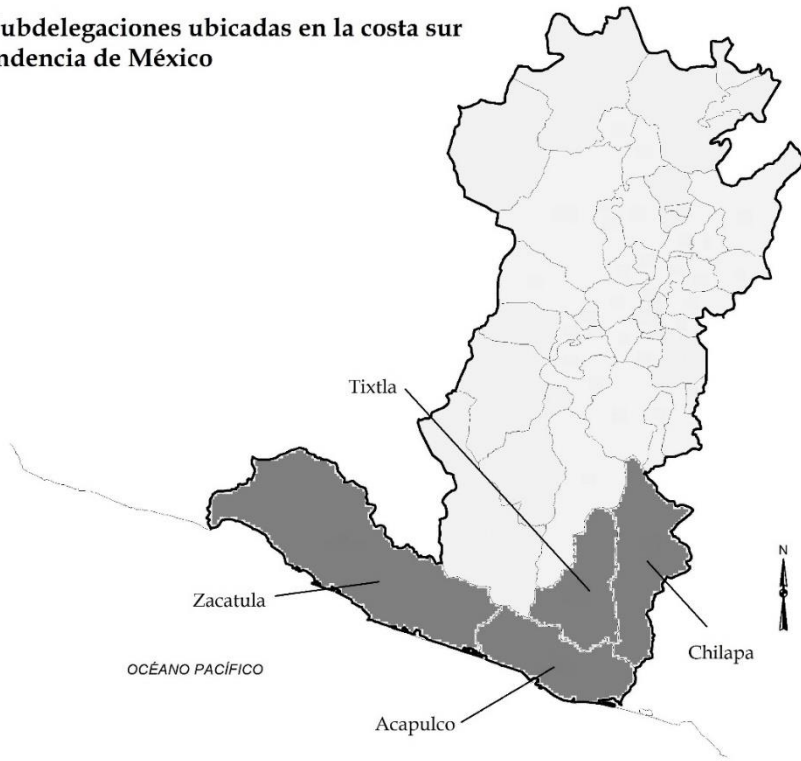 ubdelegaciones ubicadas en la costa sur
ndencia de México
Tixtla
Zacatula
N
Chilapa
OCÉANO PACÍFICO
Acapulco